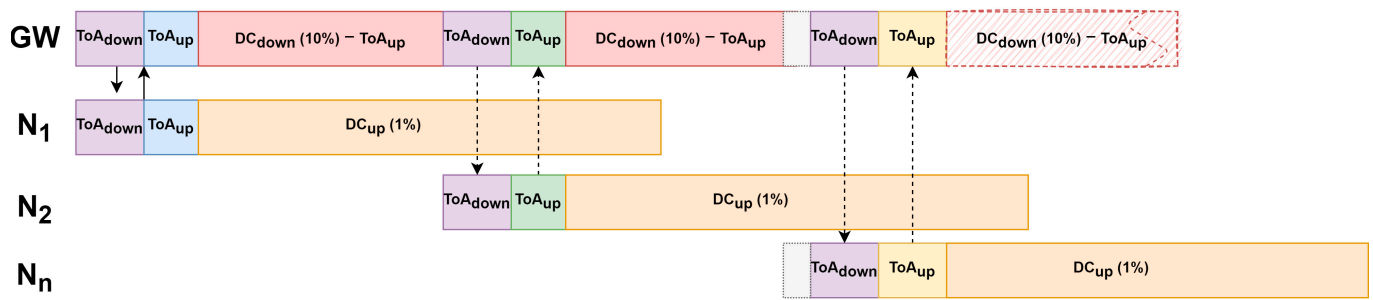 GW ToAdown ToAup DCdown (10%) − ToAup ToAdown ToAup DCdown (10%) − ToAup ToAdown ToAup DCdown (10%) − ToAup
N1 ToAdown ToAup DCup (1%)
N2 ToAdown ToAup DCup (1%)
Nn ToAdown ToAup DCup (1%)